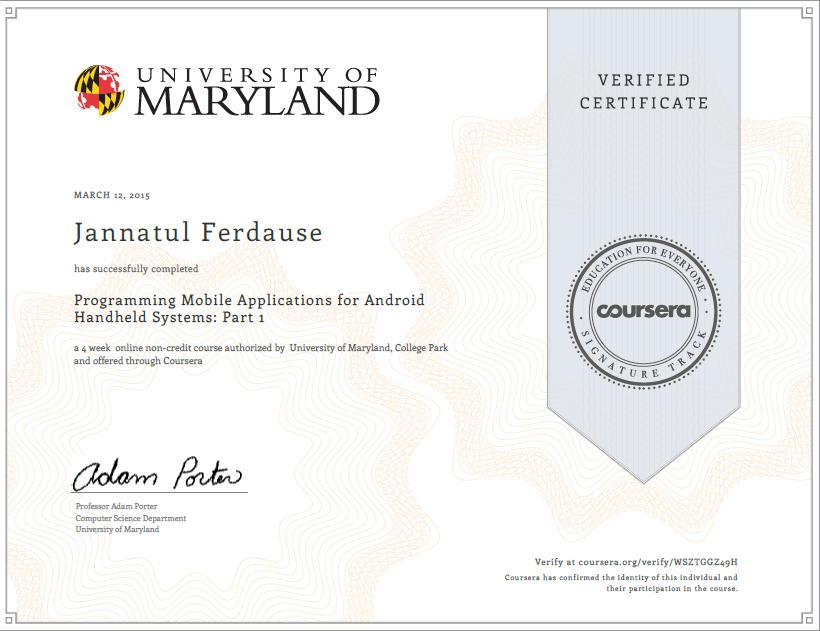 UNIVERSITY OF
MARYLAND
VERIFIED
CERTIFICATE
MARCH 12, 2015
Jannatul Ferdause
has successfully completed
Programming Mobile Applications for Android
Handheld Systems: Part 1
a 4 week online non-credit course authorized by University of Maryland, College Park
and offered through Coursera
EDUCATION FOR EVERYONE
coursera
SIGNATURE TRACK
Adam Porter
Professor Adam Porter
Computer Science Department
University of Maryland
Verify at coursera.org/verify/WSZTGGZ49H
Coursera has confirmed the identity of this individual and
their participation in the course.